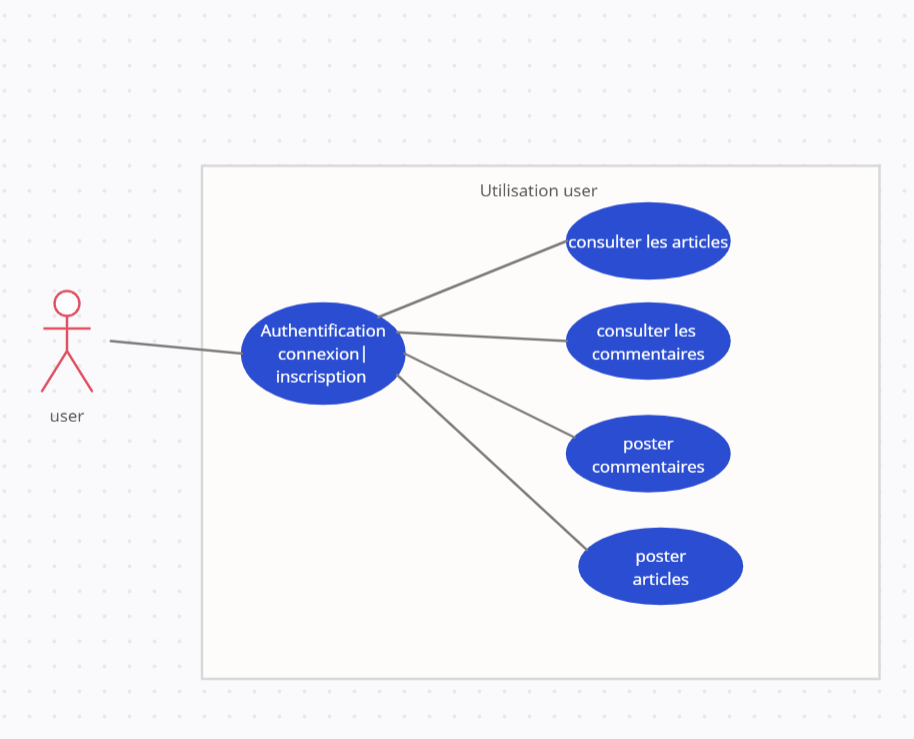 Utilisation user
consulter les articles
Authentification
connexion|
inscrisption
consulter les
commentaires
user
poster
commentaires
poster
articles